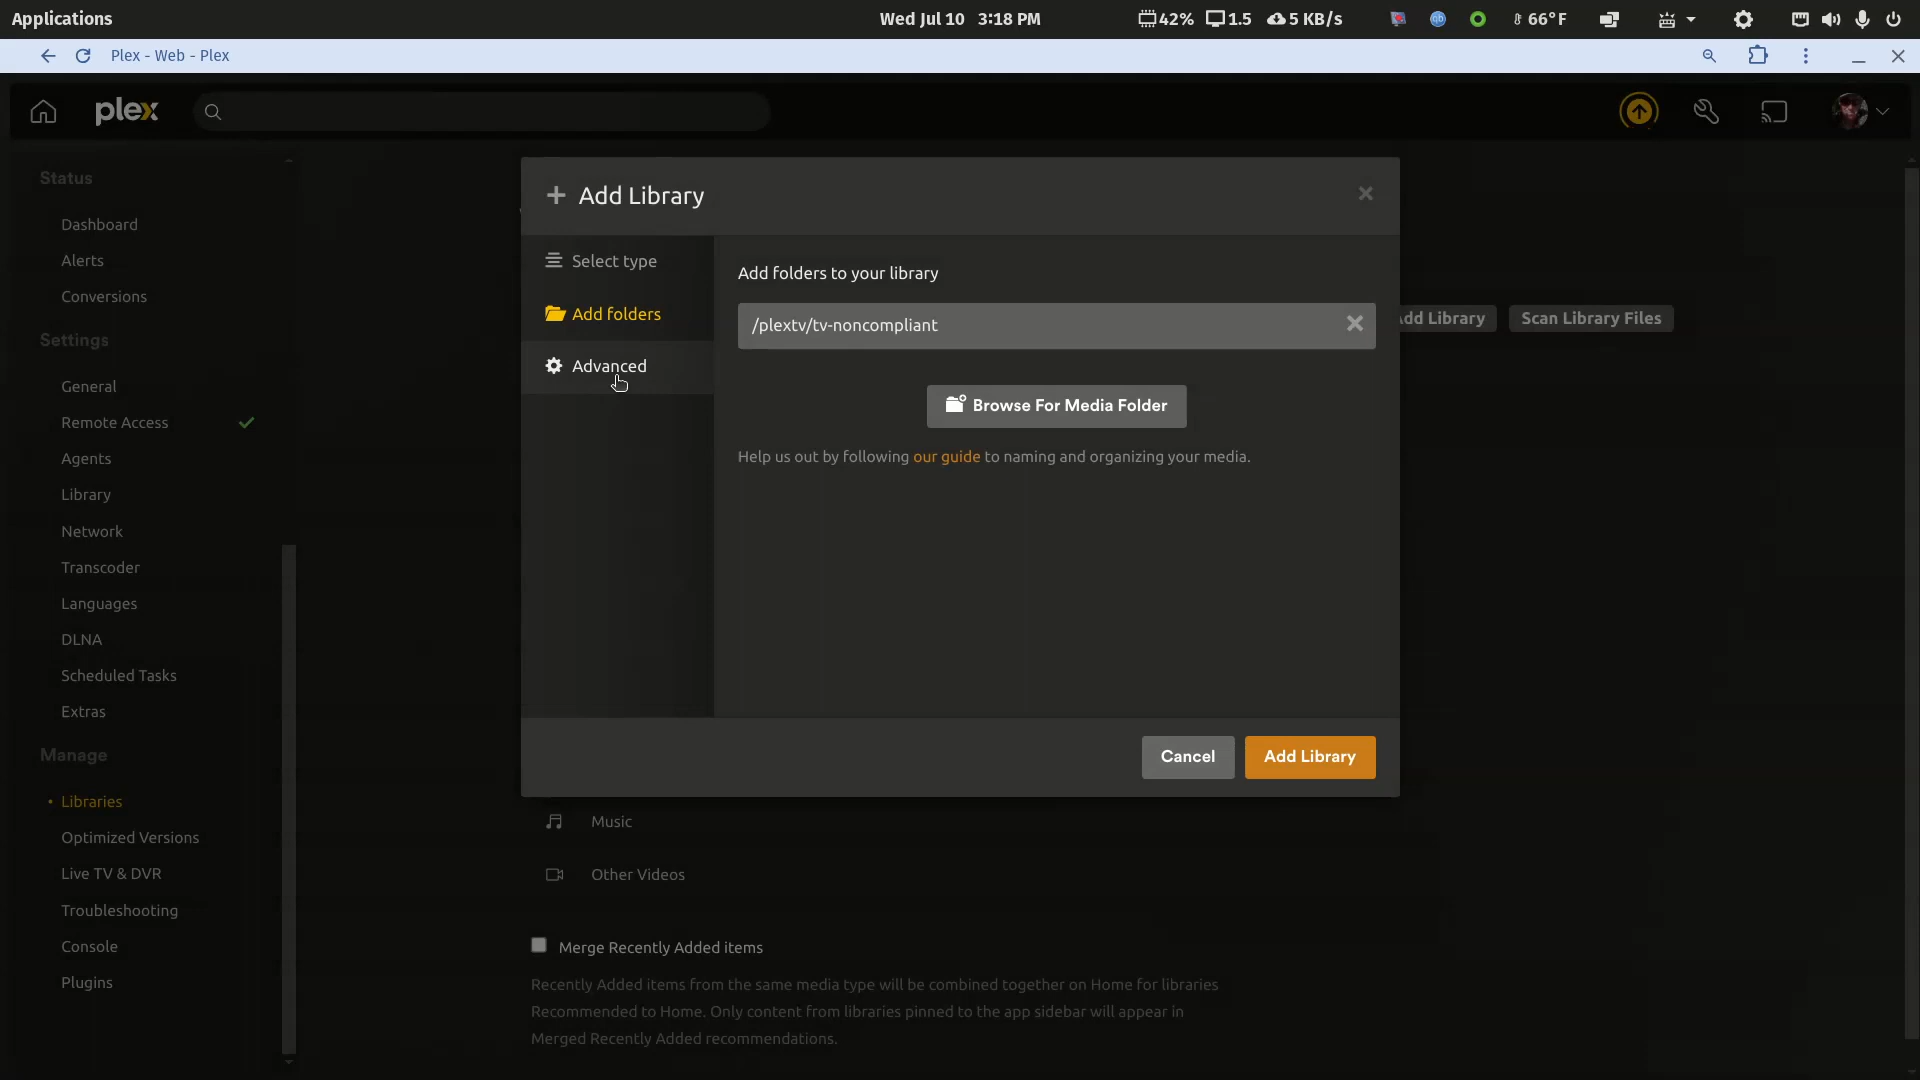 Applications
Wed Jul 10 3:18 PM
42% 1.5 5 KB/s
66°F
Plex - Web - Plex
plex
Status
Dashboard
Alerts
Conversions
Settings
General
Remote Access
Agents
Library
Network
Transcoder
Languages
DLNA
Scheduled Tasks
Extras
Manage
Libraries
Optimized Versions
Live TV & DVR
Troubleshooting
Console
Plugins
Add Library
Select type
Add folders
Advanced
Add folders to your library
/plextv/tv-noncompliant
Browse For Media Folder
Help us out by following our guide to naming and organizing your media.
Cancel
Add Library
dd Library
Scan Library Files
Music
Other Videos
Merge Recently Added items
Recently Added items from the same media type will be combined together on Home for libraries
Recommended to Home. Only content from libraries pinned to the app sidebar will appear in
Merged Recently Added recommendations.